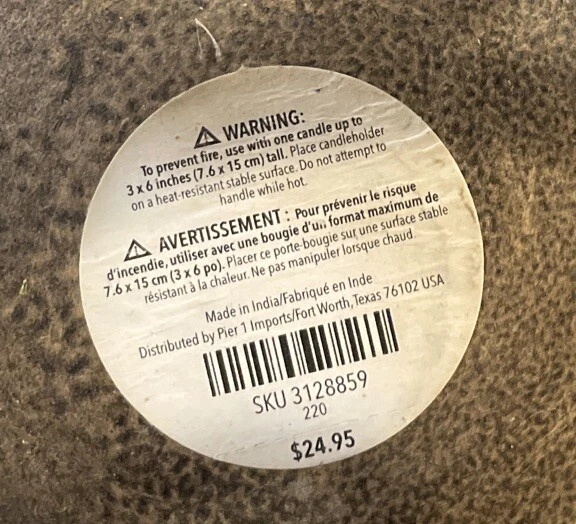 WARNING:
To prevent fire, use with one candle up to
3 x 6 inches (7.6 x 15 cm) tall. Place candleholder
on a heat-resistant stable surface. Do not attempt to
handle while hot.
AVERTISSEMENT : Pour prévenir le risque
d'incendie, utiliser avec une bougie d'un format maximum de
7.6 x 15 cm (3 x 6 po). Placer ce porte-bougie sur une surface stable
résistant à la chaleur. Ne pas manipuler lorsque chaud.
Made in India/Fabriqué en Inde
Distributed by Pier 1 Imports/Fort Worth, Texas 76102 USA
SKU 3128859
220
$24.95